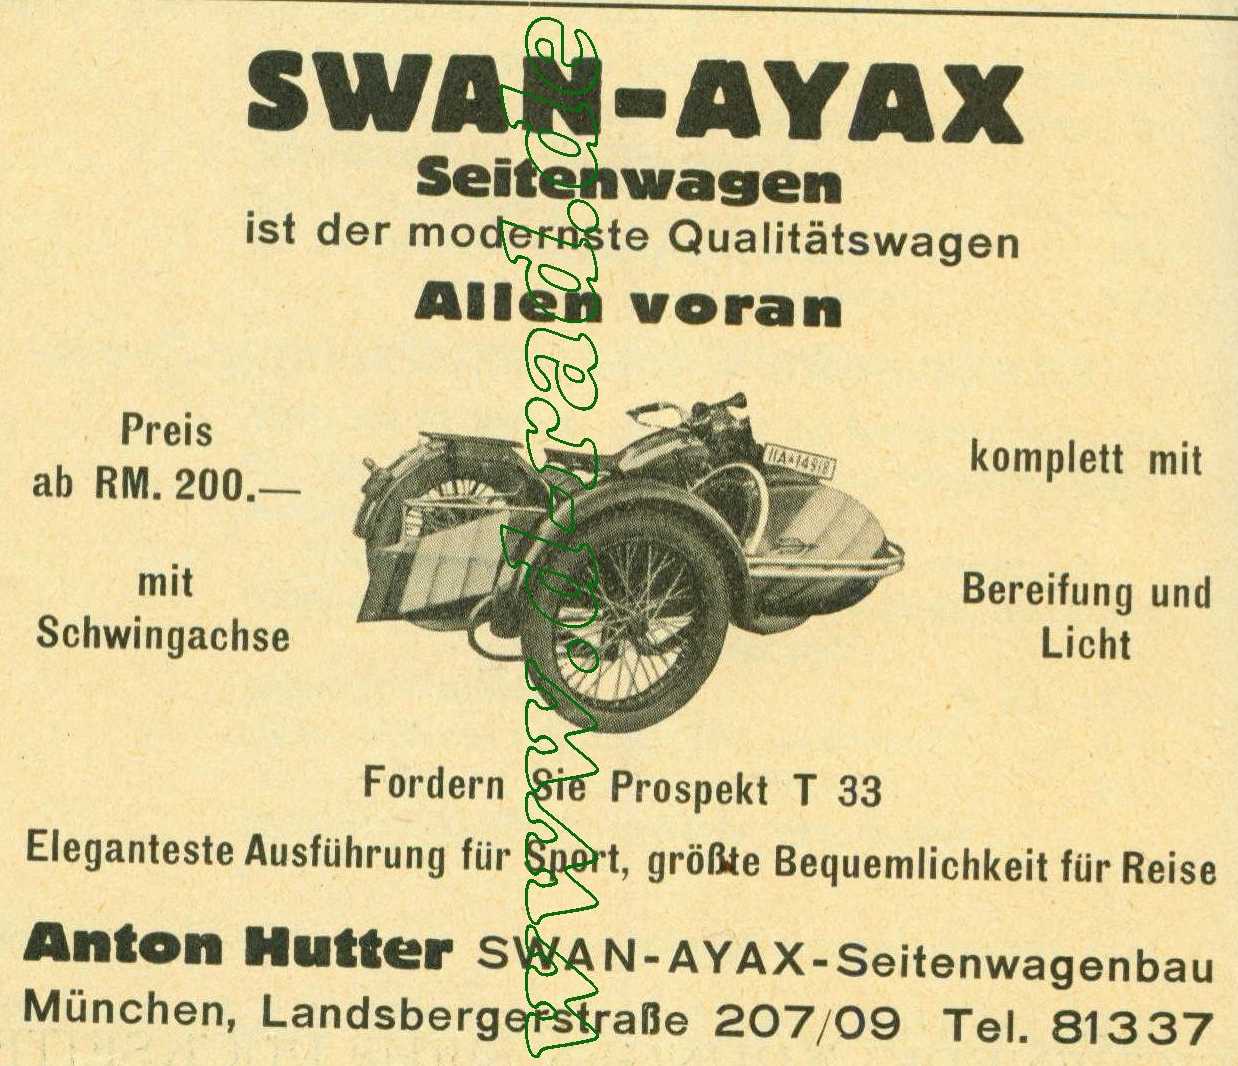 SWAN-AYAX
Seitenwagen
ist der modernste Qualitätswagen
Allen voran
Preis
ab RM. 200.—
mit
Schwingachse
komplett mit
Bereifung und
Licht
Fordern Sie Prospekt T 33
Eleganteste Ausführung für Sport, größte Bequemlichkeit für Reise
Anton Hutter SWAN-AYAX-Seitenwagenbau
München, Landsbergerstraße 207/09 Tel. 81337